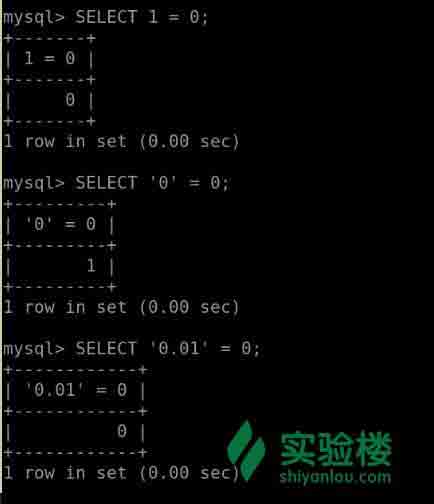 mysql> SELECT 1 = 0;
+-------+
| 1 = 0 |
+-------+
|     0 |
+-------+
1 row in set (0.00 sec)

mysql> SELECT '0' = 0;
+---------+
| '0' = 0 |
+---------+
|       1 |
+---------+
1 row in set (0.00 sec)

mysql> SELECT '0.01' = 0;
+------------+
| '0.01' = 0 |
+------------+
|          0 |
+------------+
1 row in set (0.00 sec)
实验楼
shiyanlou.com